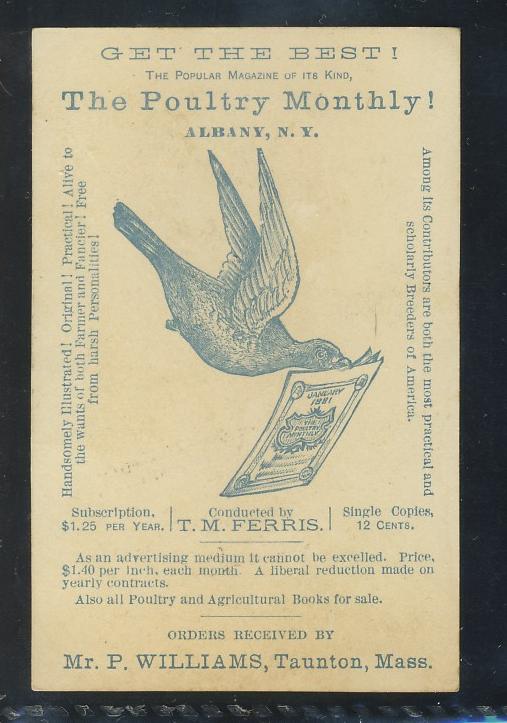 GET THE BEST!
THE POPULAR MAGAZINE OF ITS KIND,
The Poultry Monthly!
ALBANY, N. Y.
Handsomely Illustrated! Original! Practical! Alive to
the wants of both Farmer and Fancier! Free
from harsh Personalities!
Among its Contributors are both the most practical and
scholarly Breeders of America.
JANUARY
1881
THE
POULTRY
MONTHLY
Subscription,
$1.25 PER YEAR.
Conducted by
T. M. FERRIS.
Single Copies,
12 CENTS.
As an advertising medium it cannot be excelled. Price,
$1.40 per inch, each month. A liberal reduction made on
yearly contracts.
Also all Poultry and Agricultural Books for sale.
ORDERS RECEIVED BY
Mr. P. WILLIAMS, Taunton, Mass.